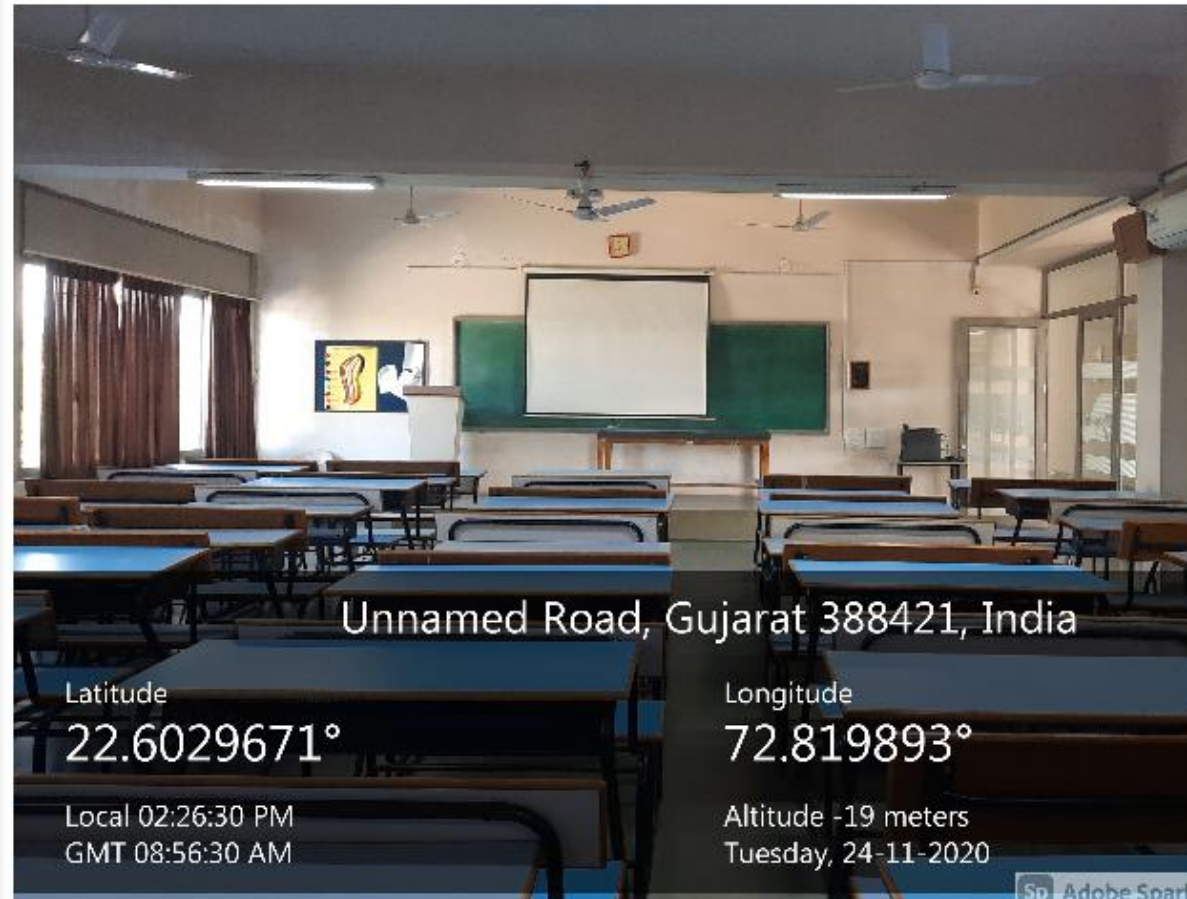 Unnamed Road, Gujarat 388421, India
Latitude
22.6029671°
Longitude
72.819893°
Local 02:26:30 PM
GMT 08:56:30 AM
Altitude -19 meters
Tuesday, 24-11-2020
Sp Adobe Spark